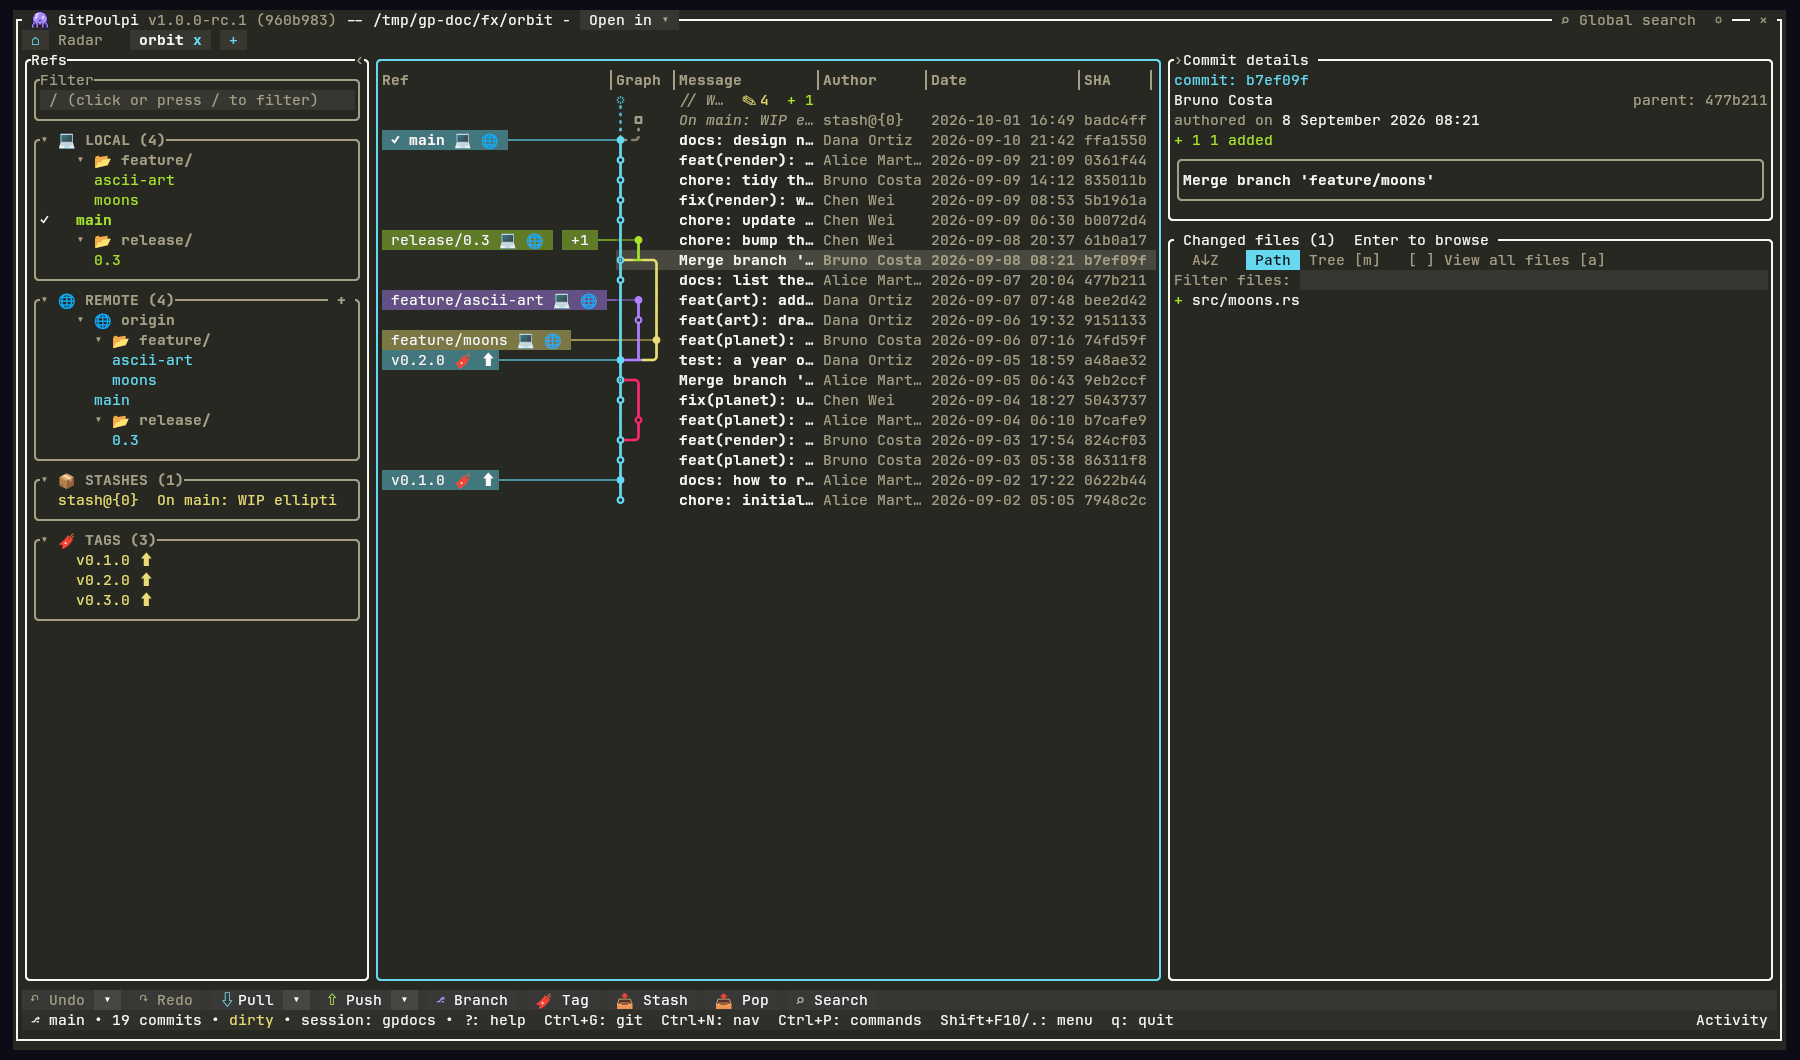 GitPoulpi v1.0.0-rc.1 (960b983) —— /tmp/gp-doc/fx/orbit - Open in ▾ ⌕ Global search ☼ ×
⌂ Radar orbit x +
Refs ‹
Filter
/ (click or press / to filter)
▾ LOCAL (4)
▾ feature/
ascii-art
moons
✓ main
▾ release/
0.3
▾ REMOTE (4) +
▾ origin
▾ feature/
ascii-art
moons
main
▾ release/
0.3
▾ STASHES (1)
stash@{0} On main: WIP ellipti
▾ TAGS (3)
v0.1.0 ⬆
v0.2.0 ⬆
v0.3.0 ⬆
Ref Graph Message Author Date SHA
// W… ✎4 + 1
On main: WIP e… stash@{0} 2026-10-01 16:49 badc4ff
✓ main docs: design n… Dana Ortiz 2026-09-10 21:42 ffa1550
feat(render): … Alice Mart… 2026-09-09 21:09 0361f44
chore: tidy th… Bruno Costa 2026-09-09 14:12 835011b
fix(render): w… Chen Wei 2026-09-09 08:53 5b1961a
chore: update … Chen Wei 2026-09-09 06:30 b0072d4
release/0.3 +1 chore: bump th… Chen Wei 2026-09-08 20:37 61b0a17
Merge branch '… Bruno Costa 2026-09-08 08:21 b7ef09f
docs: list the… Alice Mart… 2026-09-07 20:04 477b211
feature/ascii-art feat(art): add… Dana Ortiz 2026-09-07 07:48 bee2d42
feat(art): dra… Dana Ortiz 2026-09-06 19:32 9151133
feature/moons feat(planet): … Bruno Costa 2026-09-06 07:16 74fd59f
v0.2.0 ⬆ test: a year o… Dana Ortiz 2026-09-05 18:59 a48ae32
Merge branch '… Alice Mart… 2026-09-05 06:43 9eb2ccf
fix(planet): u… Chen Wei 2026-09-04 18:27 5043737
feat(planet): … Alice Mart… 2026-09-04 06:10 b7cafe9
feat(render): … Bruno Costa 2026-09-03 17:54 824cf03
feat(planet): … Bruno Costa 2026-09-03 05:38 86311f8
v0.1.0 ⬆ docs: how to r… Alice Mart… 2026-09-02 17:22 0622b44
chore: initial… Alice Mart… 2026-09-02 05:05 7948c2c
›Commit details
commit: b7ef09f
Bruno Costa parent: 477b211
authored on 8 September 2026 08:21
+ 1 1 added
Merge branch 'feature/moons'
Changed files (1) Enter to browse
A↓Z Path Tree [m] [ ] View all files [a]
Filter files:
+ src/moons.rs
↶ Undo ▾ ↷ Redo ⇩Pull ▾ ⇧ Push ▾ ⎇ Branch Tag Stash Pop ⌕ Search
⎇ main • 19 commits • dirty • session: gpdocs • ?: help Ctrl+G: git Ctrl+N: nav Ctrl+P: commands Shift+F10/.: menu q: quit Activity